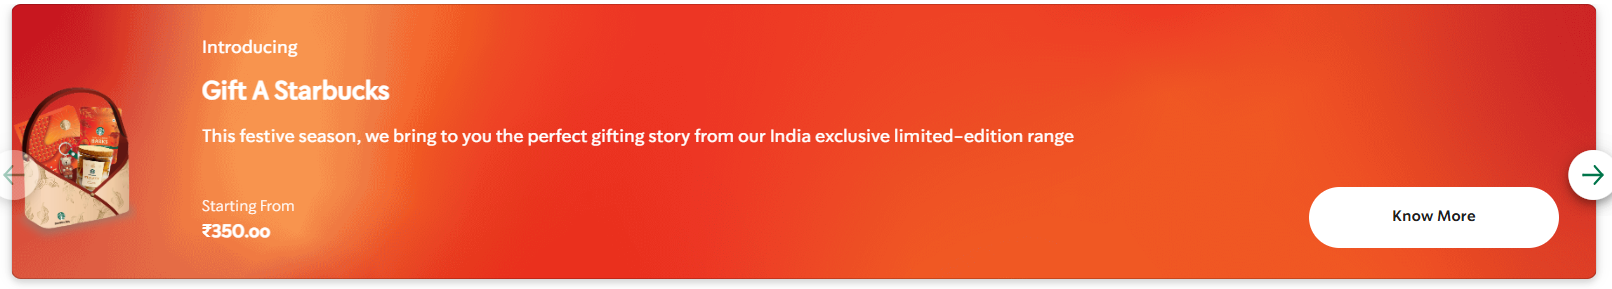 Introducing
Gift A Starbucks
This festive season, we bring to you the perfect gifting story from our India exclusive limited-edition range
Starting From
₹350.00
Know More